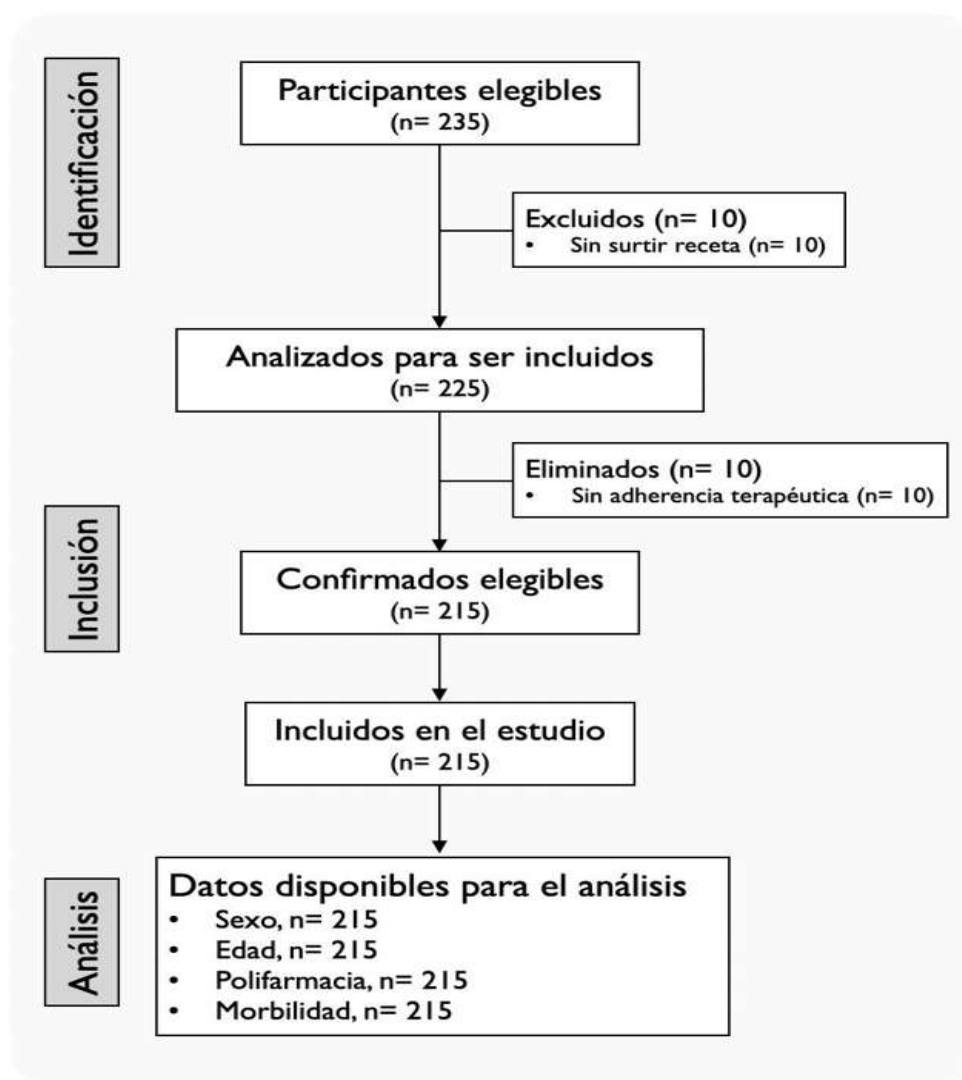 Identificación
Participantes elegibles
(n= 235)
Excluidos (n= 10)
• Sin surtir receta (n= 10)
Analizados para ser incluidos
(n= 225)
Eliminados (n= 10)
• Sin adherencia terapéutica (n= 10)
Inclusión
Confirmados elegibles
(n= 215)
Incluidos en el estudio
(n= 215)
Análisis
Datos disponibles para el análisis
• Sexo, n= 215
• Edad, n= 215
• Polifarmacia, n= 215
• Morbilidad, n= 215